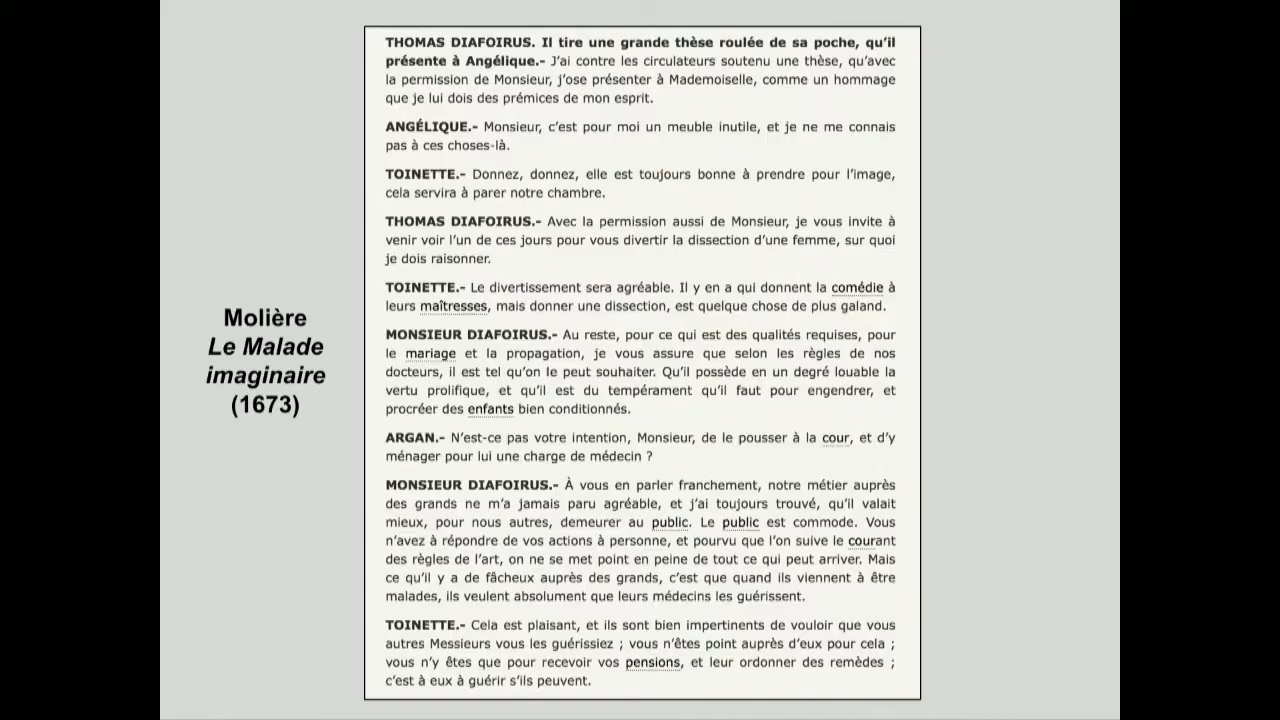 Molière
Le Malade
imaginaire
(1673)
THOMAS DIAFOIRUS. Il tire une grande thèse roulée de sa poche, qu'il
présente à Angélique.- J'ai contre les circulateurs soutenu une thèse, qu'avec
la permission de Monsieur, j'ose présenter à Mademoiselle, comme un hommage
que je lui dois des prémices de mon esprit.
ANGÉLIQUE.- Monsieur, c'est pour moi un meuble inutile, et je ne me connais
pas à ces choses-là.
TOINETTE.- Donnez, donnez, elle est toujours bonne à prendre pour l'image,
cela servira à parer notre chambre.
THOMAS DIAFOIRUS.- Avec la permission aussi de Monsieur, je vous invite à
venir voir l'un de ces jours pour vous divertir la dissection d'une femme, sur quoi
je dois raisonner.
TOINETTE.- Le divertissement sera agréable. Il y en a qui donnent la comédie à
leurs maîtresses, mais donner une dissection, est quelque chose de plus galand.
MONSIEUR DIAFOIRUS.- Au reste, pour ce qui est des qualités requises, pour
le mariage et la propagation, je vous assure que selon les règles de nos
docteurs, il est tel qu'on le peut souhaiter. Qu'il possède en un degré louable la
vertu prolifique, et qu'il est du tempérament qu'il faut pour engendrer, et
procréer des enfants bien conditionnés.
ARGAN.- N'est-ce pas votre intention, Monsieur, de le pousser à la cour, et d'y
ménager pour lui une charge de médecin ?
MONSIEUR DIAFOIRUS.- À vous en parler franchement, notre métier auprès
des grands ne m'a jamais paru agréable, et j'ai toujours trouvé, qu'il valait
mieux, pour nous autres, demeurer au public. Le public est commode. Vous
n'avez à répondre de vos actions à personne, et pourvu que l'on suive le courant
des règles de l'art, on ne se met point en peine de tout ce qui peut arriver. Mais
ce qu'il y a de fâcheux auprès des grands, c'est que quand ils viennent à être
malades, ils veulent absolument que leurs médecins les guérissent.
TOINETTE.- Cela est plaisant, et ils sont bien impertinents de vouloir que vous
autres Messieurs vous les guérissiez ; vous n'êtes point auprès d'eux pour cela ;
vous n'y êtes que pour recevoir vos pensions, et leur ordonner des remèdes ;
c'est à eux à guérir s'ils peuvent.